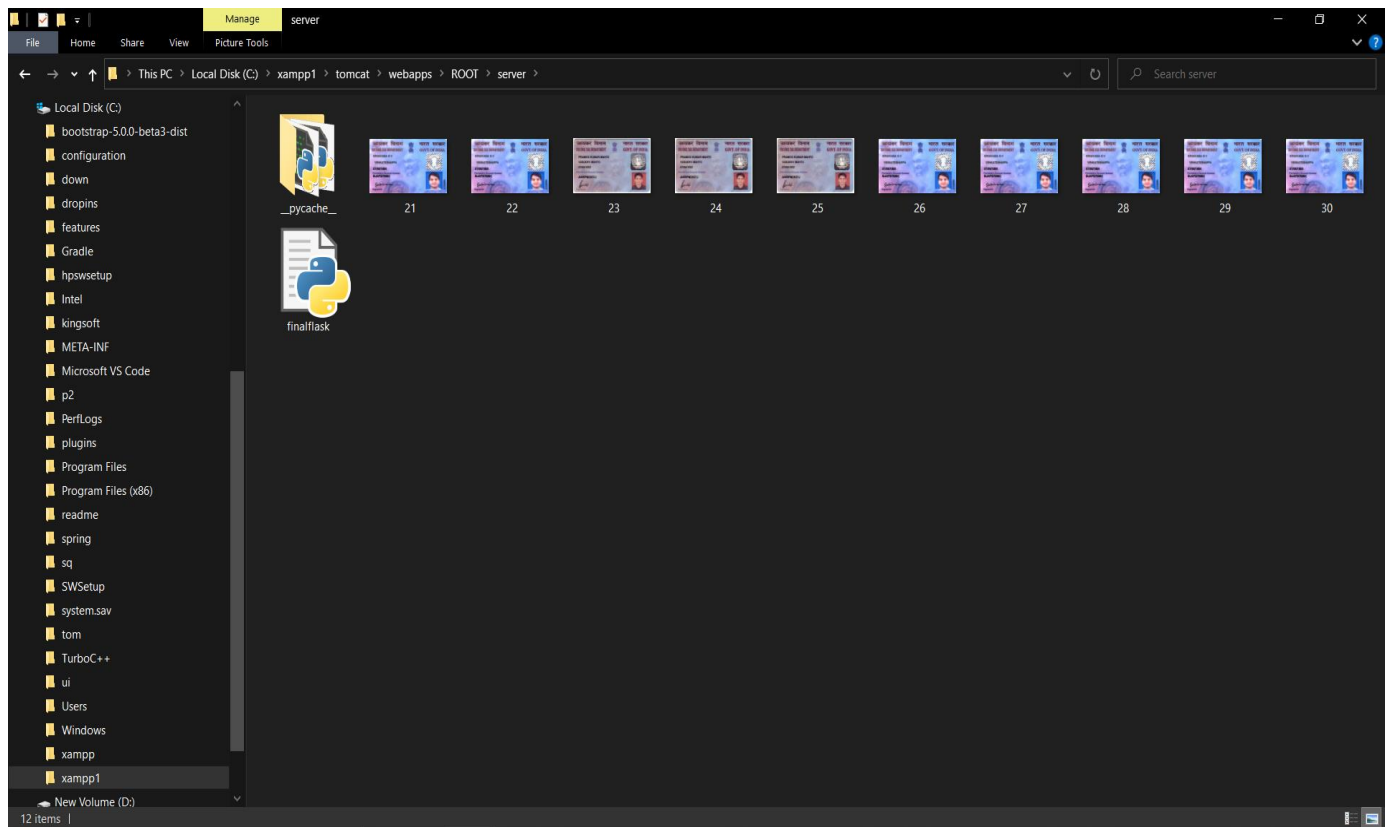 Manage server
File Home Share View Picture Tools
This PC > Local Disk (C:) > xampp1 > tomcat > webapps > ROOT > server >
Search server
Local Disk (C:)
bootstrap-5.0.0-beta3-dist
configuration
down
dropins
features
Gradle
hpswsetup
Intel
kingsoft
META-INF
Microsoft VS Code
p2
PerfLogs
plugins
Program Files
Program Files (x86)
readme
spring
sq
SWSetup
system.sav
tom
TurboC++
ui
Users
Windows
xampp
xampp1
New Volume (D:)
__pycache__ 21 22 23 24 25 26 27 28 29 30
finalflask
12 items